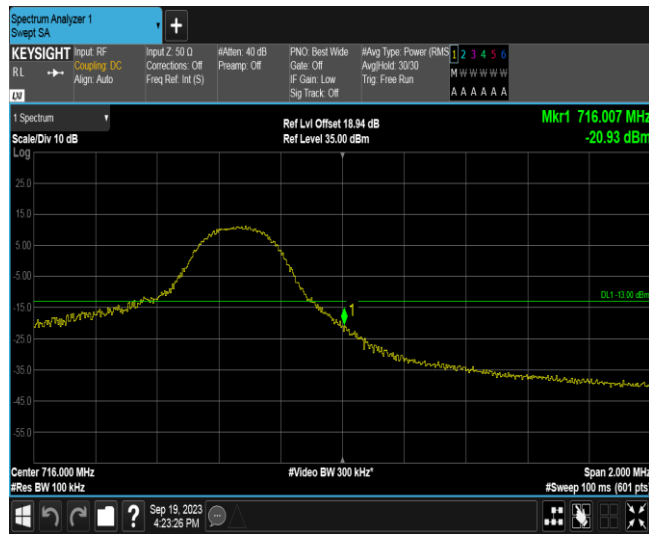 Spectrum Analyzer 1
Swept SA
+
KEYSIGHT
RL
LXI
Input: RF
Coupling: DC
Align: Auto
Input Z: 50 Ω
Corrections: Off
Freq Ref: Int (S)
#Atten: 40 dB
Preamp: Off
PNO: Best Wide
Gate: Off
IF Gain: Low
Sig Track: Off
#Avg Type: Power (RMS
Avg|Hold: 30/30
Trig: Free Run
1 2 3 4 5 6
M W W W W W
A A A A A A
1 Spectrum
Scale/Div 10 dB
Ref Lvl Offset 18.94 dB
Ref Level 35.00 dBm
Mkr1 716.007 MHz
-20.93 dBm
Log
25.0
15.0
5.00
-5.00
DL1 -13.00 dBm
-15.0
1
-25.0
-35.0
-45.0
-55.0
Center 716.000 MHz
#Video BW 300 kHz*
Span 2.000 MHz
#Res BW 100 kHz
#Sweep 100 ms (601 pts
?
Sep 19, 2023
4:23:26 PM